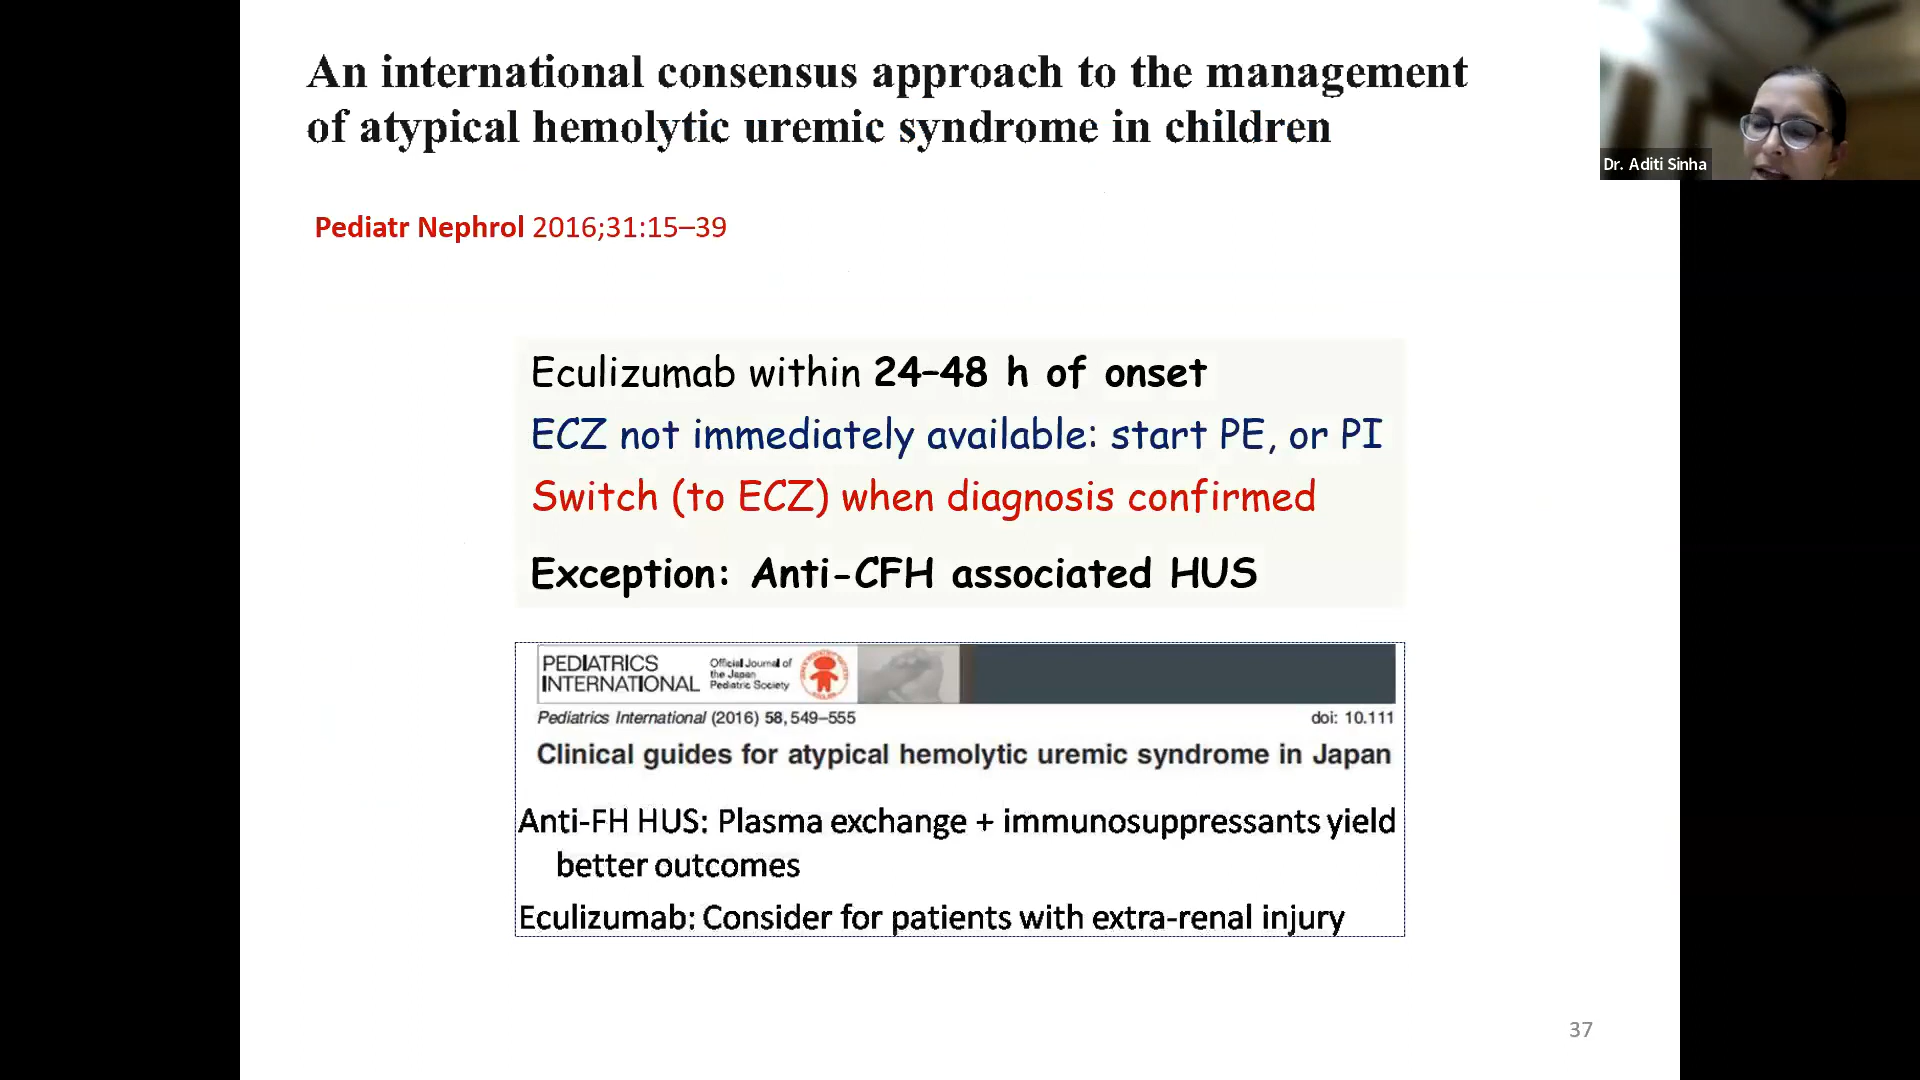 An international consensus approach to the management
of atypical hemolytic uremic syndrome in children
Dr. Aditi Sinha
Pediatr Nephrol 2016;31:15–39
Eculizumab within 24–48 h of onset
ECZ not immediately available: start PE, or PI
Switch (to ECZ) when diagnosis confirmed
Exception: Anti-CFH associated HUS
PEDIATRICS
INTERNATIONAL
Official Journal of
the Japan
Pediatric Society
Pediatrics International (2016) 58, 549–555
doi: 10.111
Clinical guides for atypical hemolytic uremic syndrome in Japan
Anti-FH HUS: Plasma exchange + immunosuppressants yield
better outcomes
Eculizumab: Consider for patients with extra-renal injury
37